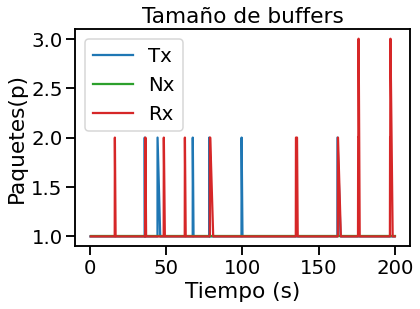 Tamaño de buffers
Paquetes(p)
3.0
2.5
2.0
1.5
1.0
Tx
Nx
Rx
0 50 100 150 200
Tiempo (s)